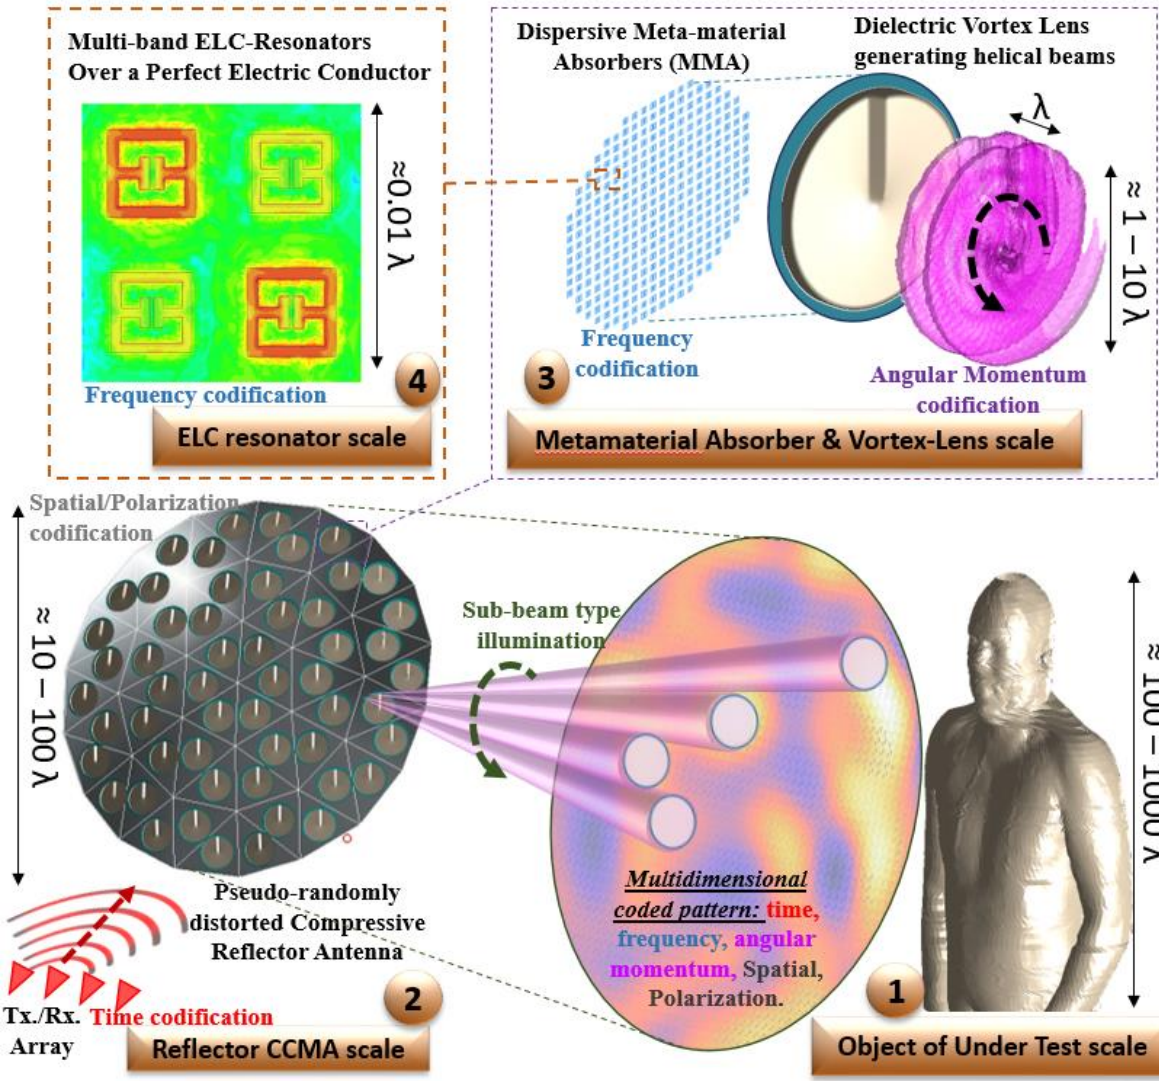 Multi-band ELC-Resonators
Over a Perfect Electric Conductor
≈0.01 λ
Frequency codification
4
ELC resonator scale
Dispersive Meta-material
Absorbers (MMA)
Dielectric Vortex Lens
generating helical beams
λ
≈ 1 – 10 λ
Frequency
codification
3
Angular Momentum
codification
Metamaterial Absorber & Vortex-Lens scale
Spatial/Polarization
codification
≈ 10 – 100 λ
Sub-beam type
illumination
≈ 100 – 1000 λ
Pseudo-randomly
distorted Compressive
Reflector Antenna
Tx./Rx.
Array
Time codification
2
Reflector CCMA scale
Multidimensional
coded pattern: time,
frequency, angular
momentum, Spatial,
Polarization.
1
Object of Under Test scale